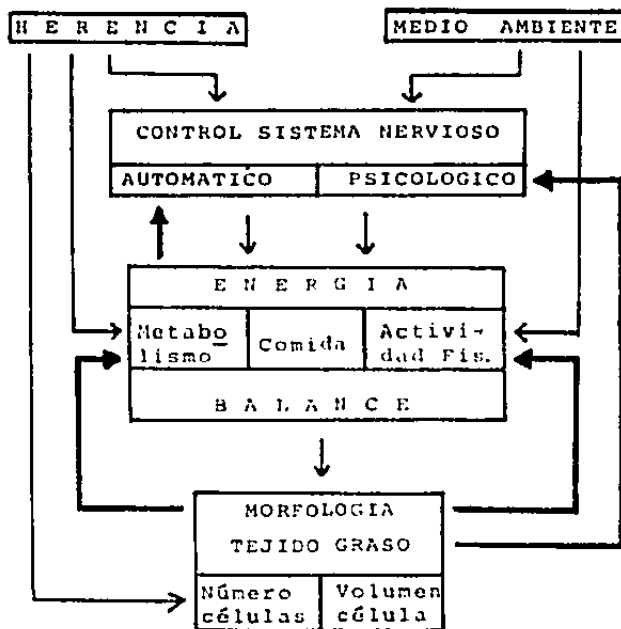 HERENCIA MEDIO AMBIENTE
CONTROL SISTEMA NERVIOSO
AUTOMATICO PSICOLOGICO
ENERGIA
Metabo Comida Activi-
lismo dad Fis.
BALANCE
MORFOLOGIA
TEJIDO GRASO
Número Volumen
células célula